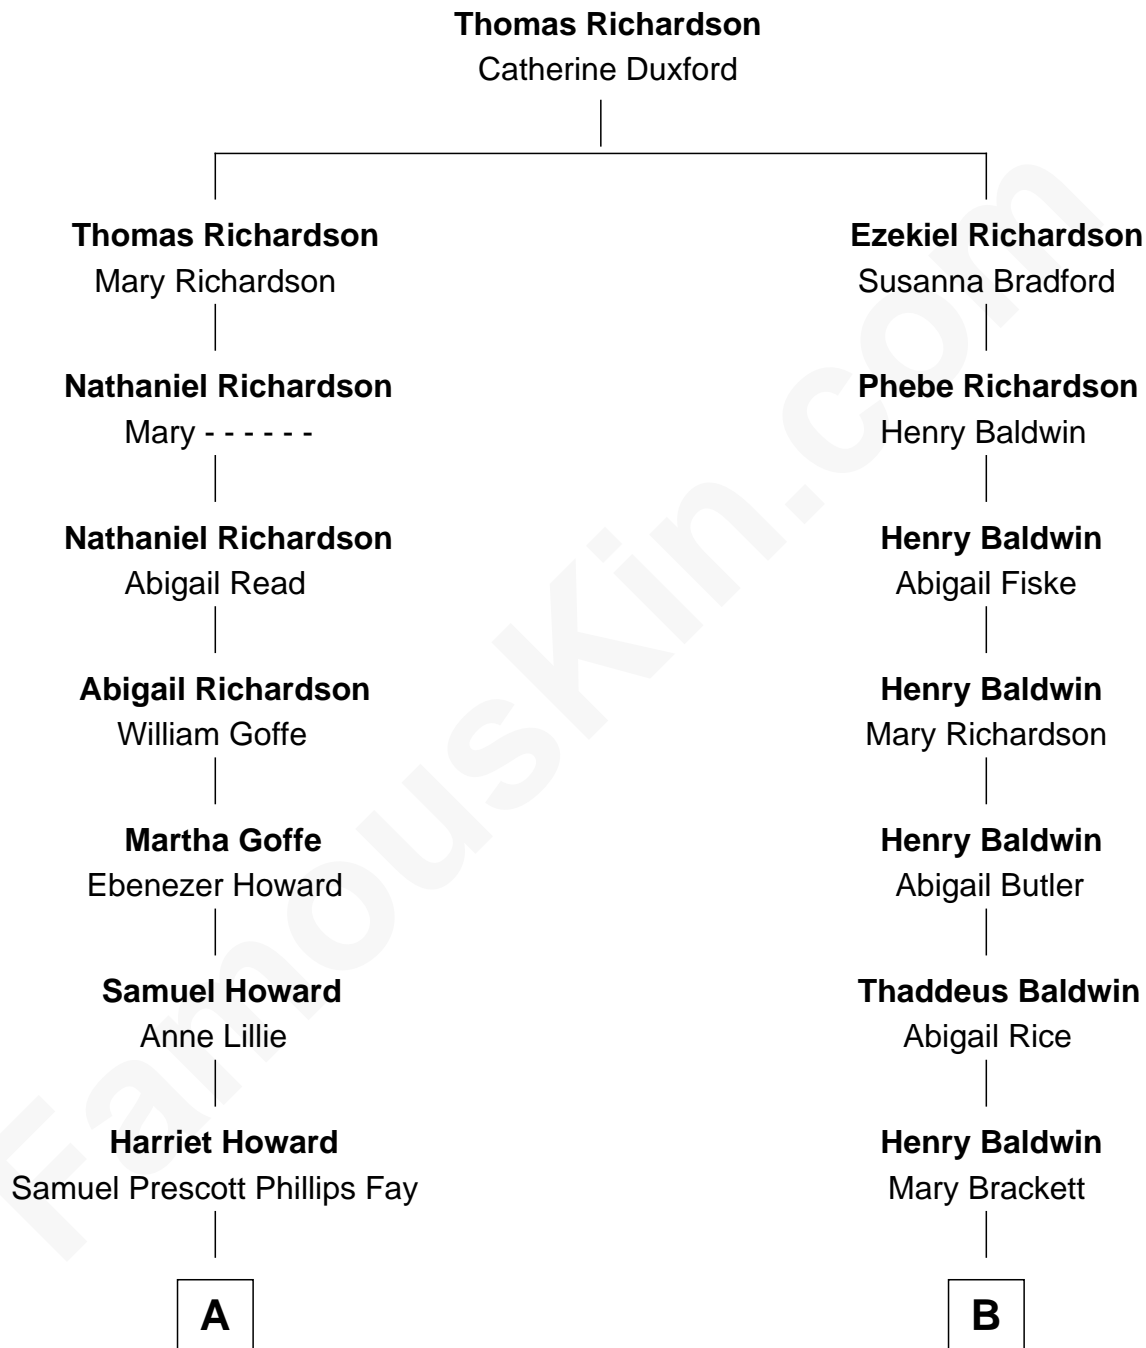 Thomas Richardson
Catherine Duxford
Thomas Richardson
Mary Richardson
Nathaniel Richardson
Mary - - - - - -
Nathaniel Richardson
Abigail Read
Abigail Richardson
William Goffe
Martha Goffe
Ebenezer Howard
Samuel Howard
Anne Lillie
Harriet Howard
Samuel Prescott Phillips Fay
A
Ezekiel Richardson
Susanna Bradford
Phebe Richardson
Henry Baldwin
Henry Baldwin
Abigail Fiske
Henry Baldwin
Mary Richardson
Henry Baldwin
Abigail Butler
Thaddeus Baldwin
Abigail Rice
Henry Baldwin
Mary Brackett
B
FamousKin.com